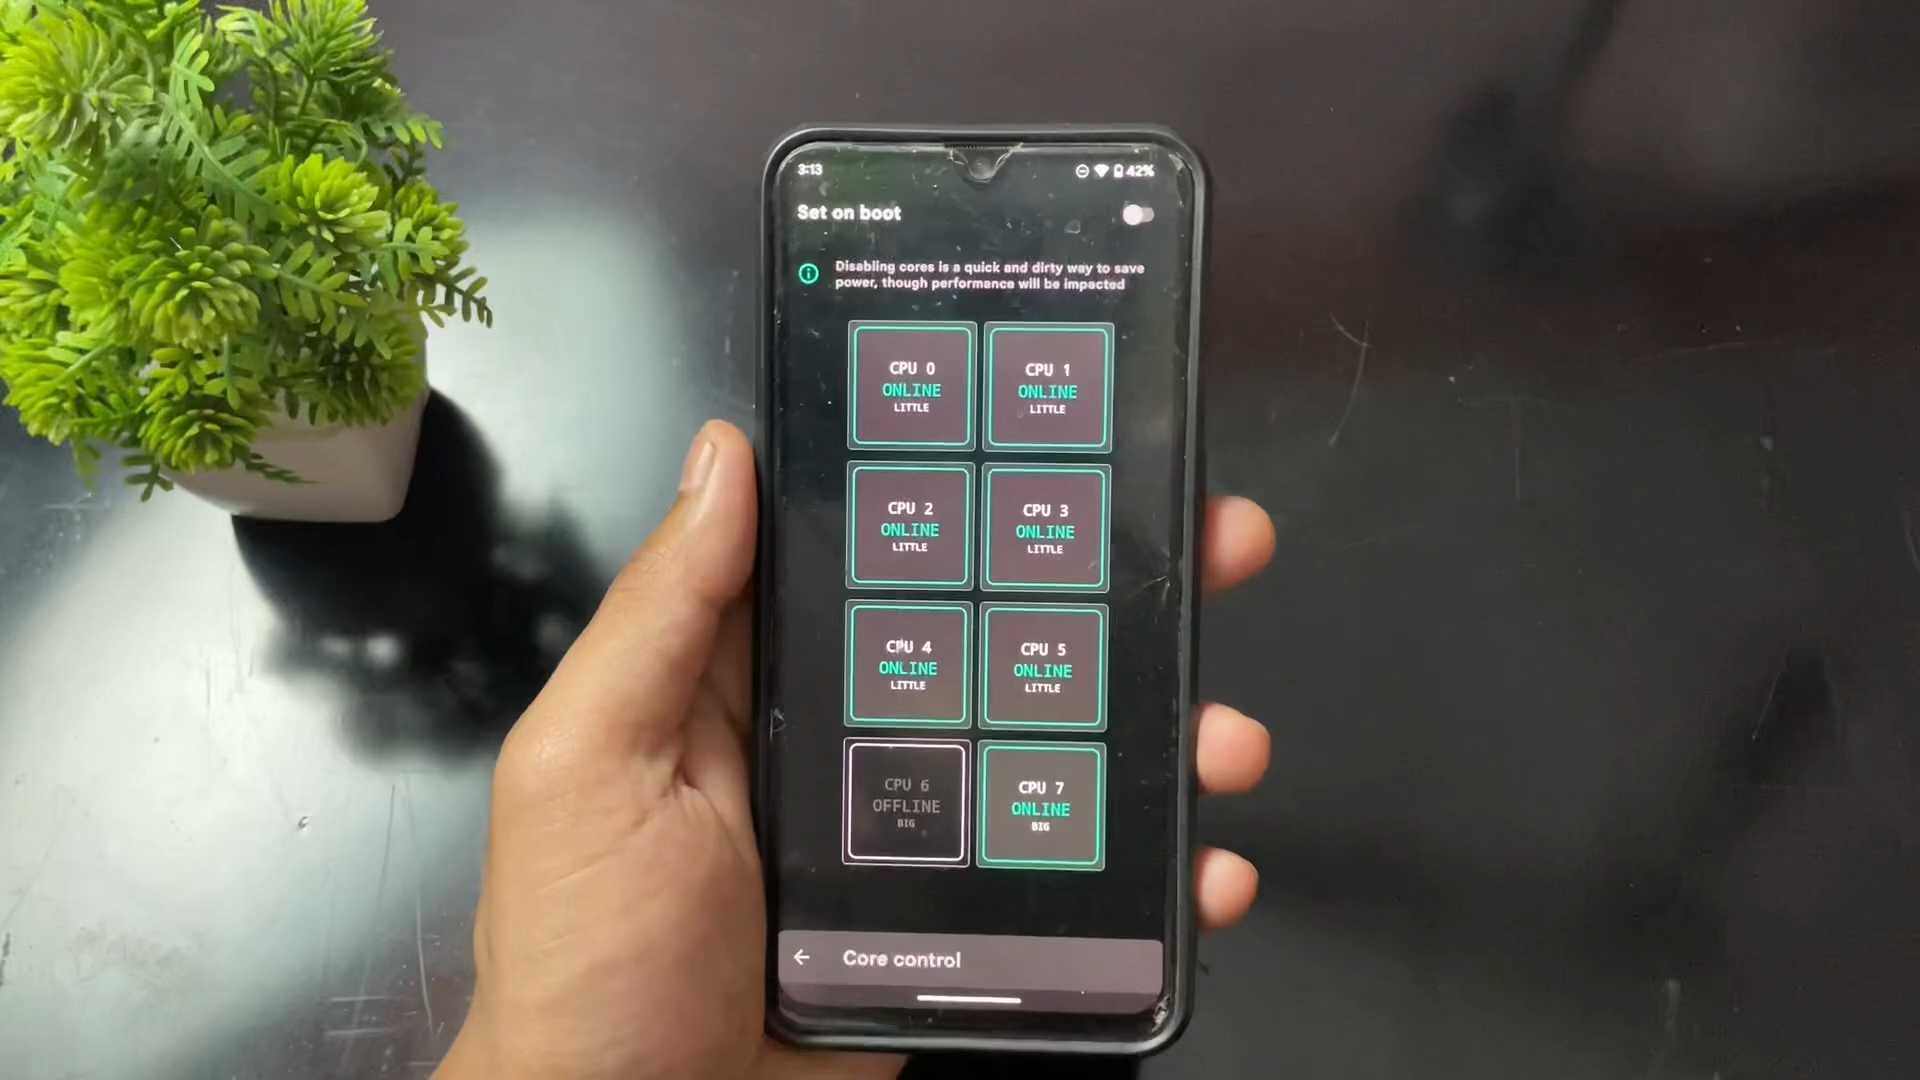 3:13
42%
Set on boot
Disabling cores is a quick and dirty way to save
power, though performance will be impacted
CPU 0
ONLINE
LITTLE
CPU 1
ONLINE
LITTLE
CPU 2
ONLINE
LITTLE
CPU 3
ONLINE
LITTLE
CPU 4
ONLINE
LITTLE
CPU 5
ONLINE
LITTLE
CPU 6
OFFLINE
BIG
CPU 7
ONLINE
BIG
Core control